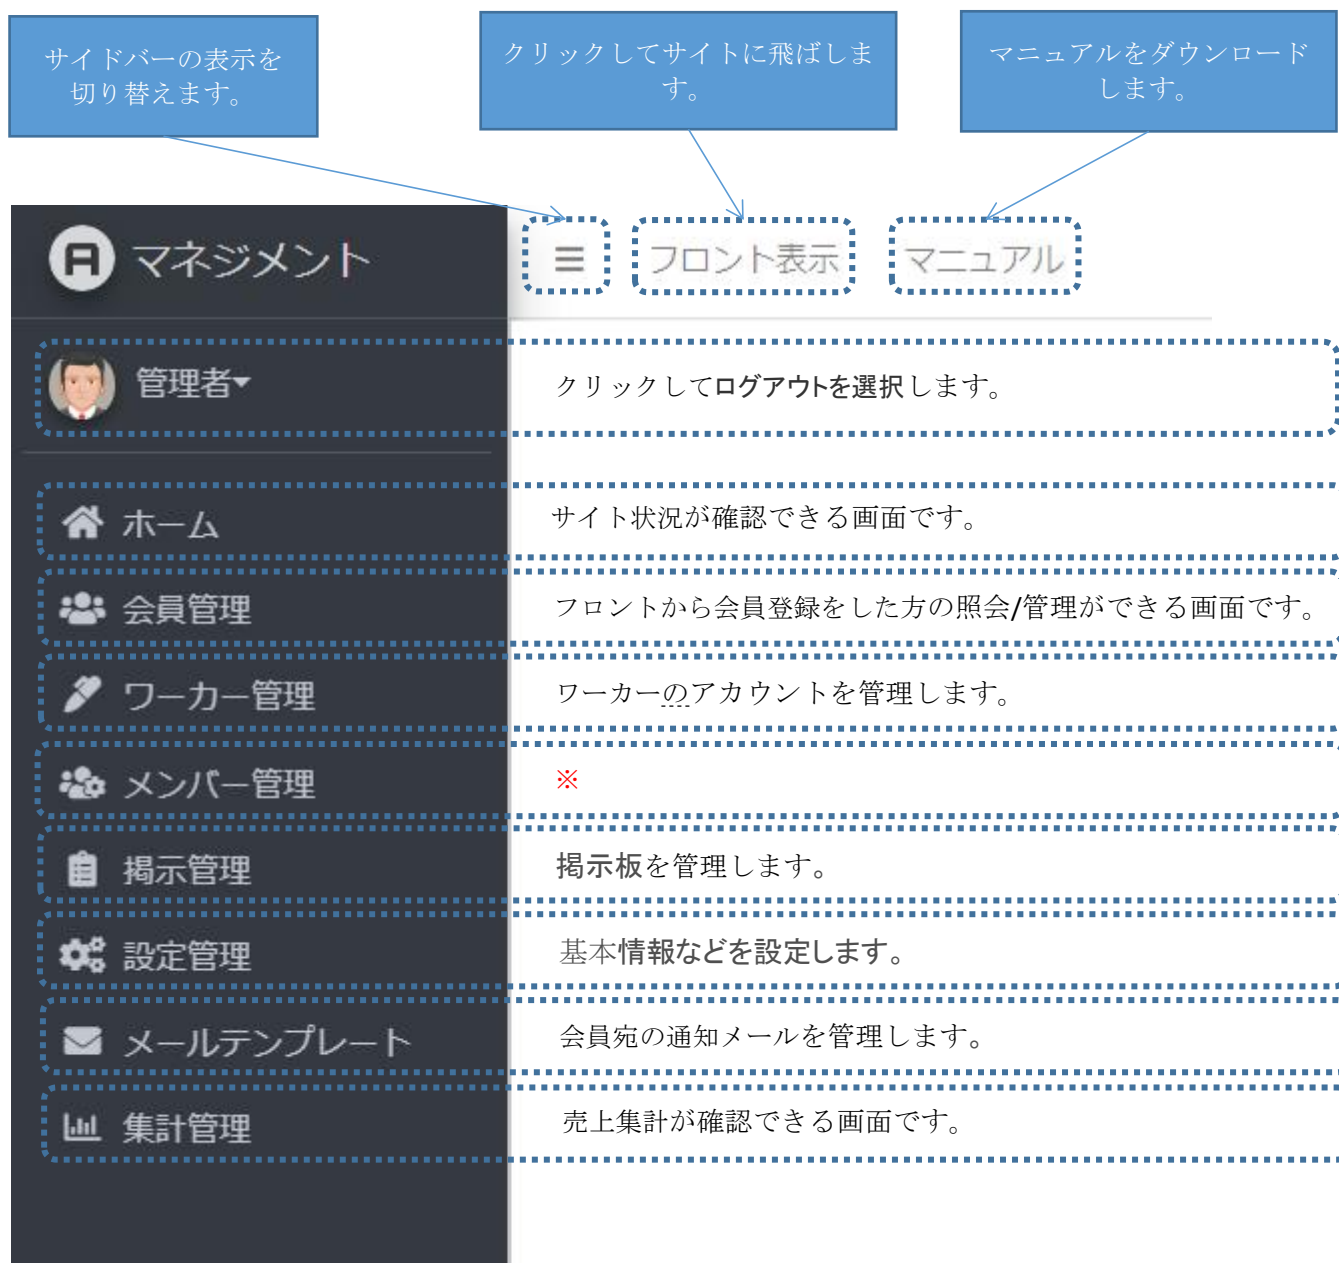 サイドバーの表示を
切り替えます。
クリックしてサイトに飛ばしま
す。
マニュアルをダウンロード
します。
マネジメント
フロント表示
マニュアル
管理者
クリックしてログアウトを選択します。
ホーム
サイト状況が確認できる画面です。
会員管理
フロントから会員登録をした方の照会/管理ができる画面です。
ワーカー管理
ワーカーのアカウントを管理します。
メンバー管理
※
掲示管理
掲示板を管理します。
設定管理
基本情報などを設定します。
メールテンプレート
会員宛の通知メールを管理します。
集計管理
売上集計が確認できる画面です。